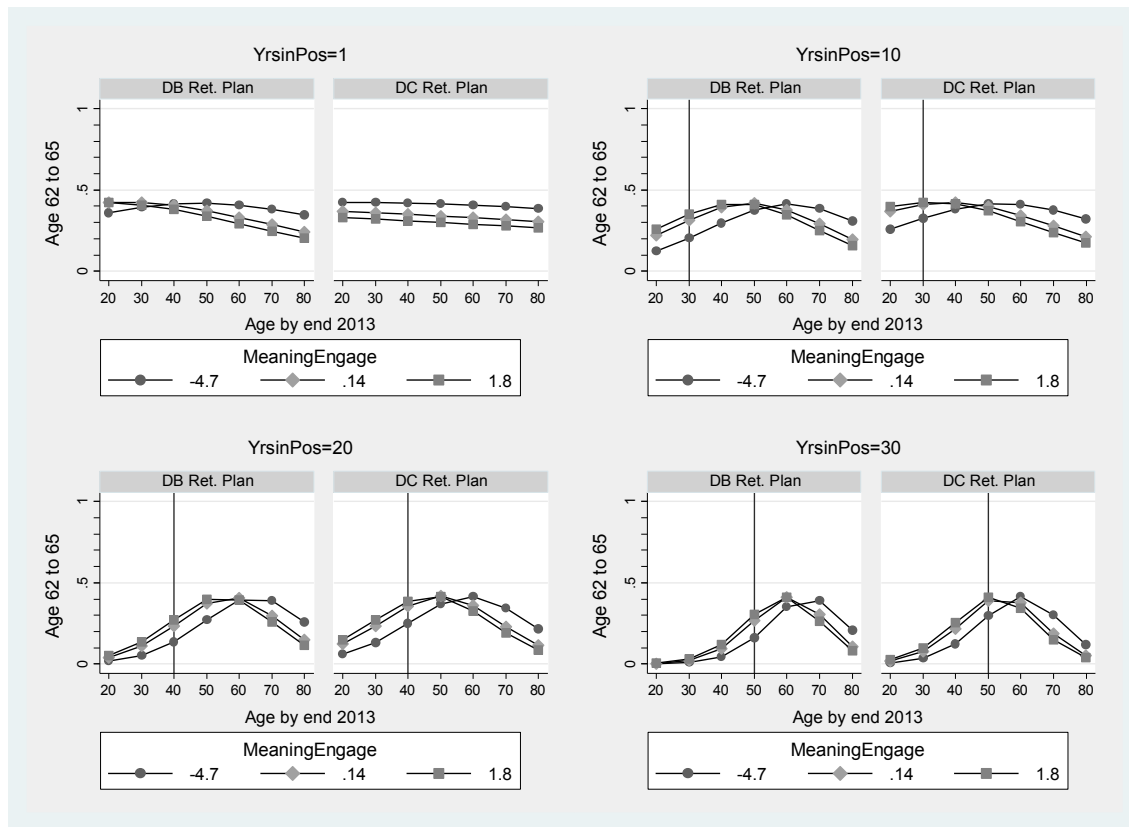 YrsinPos=1
DB Ret. Plan DC Ret. Plan
Age 62 to 65
1
.5
0
20 30 40 50 60 70 80 20 30 40 50 60 70 80
Age by end 2013
MeaningEngage
-4.7 .14 1.8
YrsinPos=10
DB Ret. Plan DC Ret. Plan
Age 62 to 65
1
.5
0
20 30 40 50 60 70 80 20 30 40 50 60 70 80
Age by end 2013
MeaningEngage
-4.7 .14 1.8
YrsinPos=20
DB Ret. Plan DC Ret. Plan
Age 62 to 65
1
.5
0
20 30 40 50 60 70 80 20 30 40 50 60 70 80
Age by end 2013
MeaningEngage
-4.7 .14 1.8
YrsinPos=30
DB Ret. Plan DC Ret. Plan
Age 62 to 65
1
.5
0
20 30 40 50 60 70 80 20 30 40 50 60 70 80
Age by end 2013
MeaningEngage
-4.7 .14 1.8